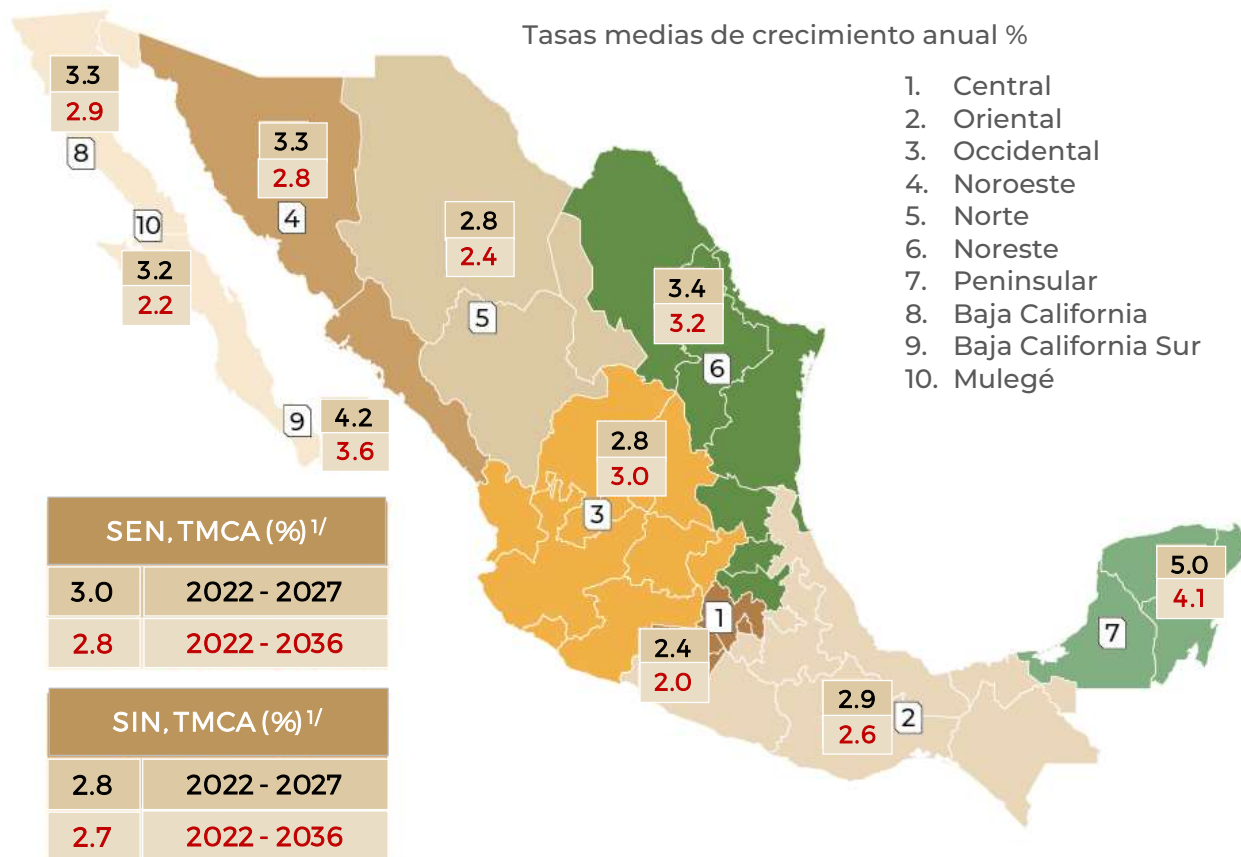 Tasas medias de crecimiento anual %
1. Central
2. Oriental
3. Occidental
4. Noroeste
5. Norte
6. Noreste
7. Peninsular
8. Baja California
9. Baja California Sur
10. Mulegé
3.3
2.9
8
3.3
2.8
4
10
3.2
2.2
2.8
2.4
5
3.4
3.2
6
9
4.2
3.6
2.8
3.0
3
1
2.4
2.0
2.9
2.6
2
5.0
4.1
7
SEN, TMCA (%) 1/
3.0 2022 - 2027
2.8 2022 - 2036
SIN, TMCA (%) 1/
2.8 2022 - 2027
2.7 2022 - 2036